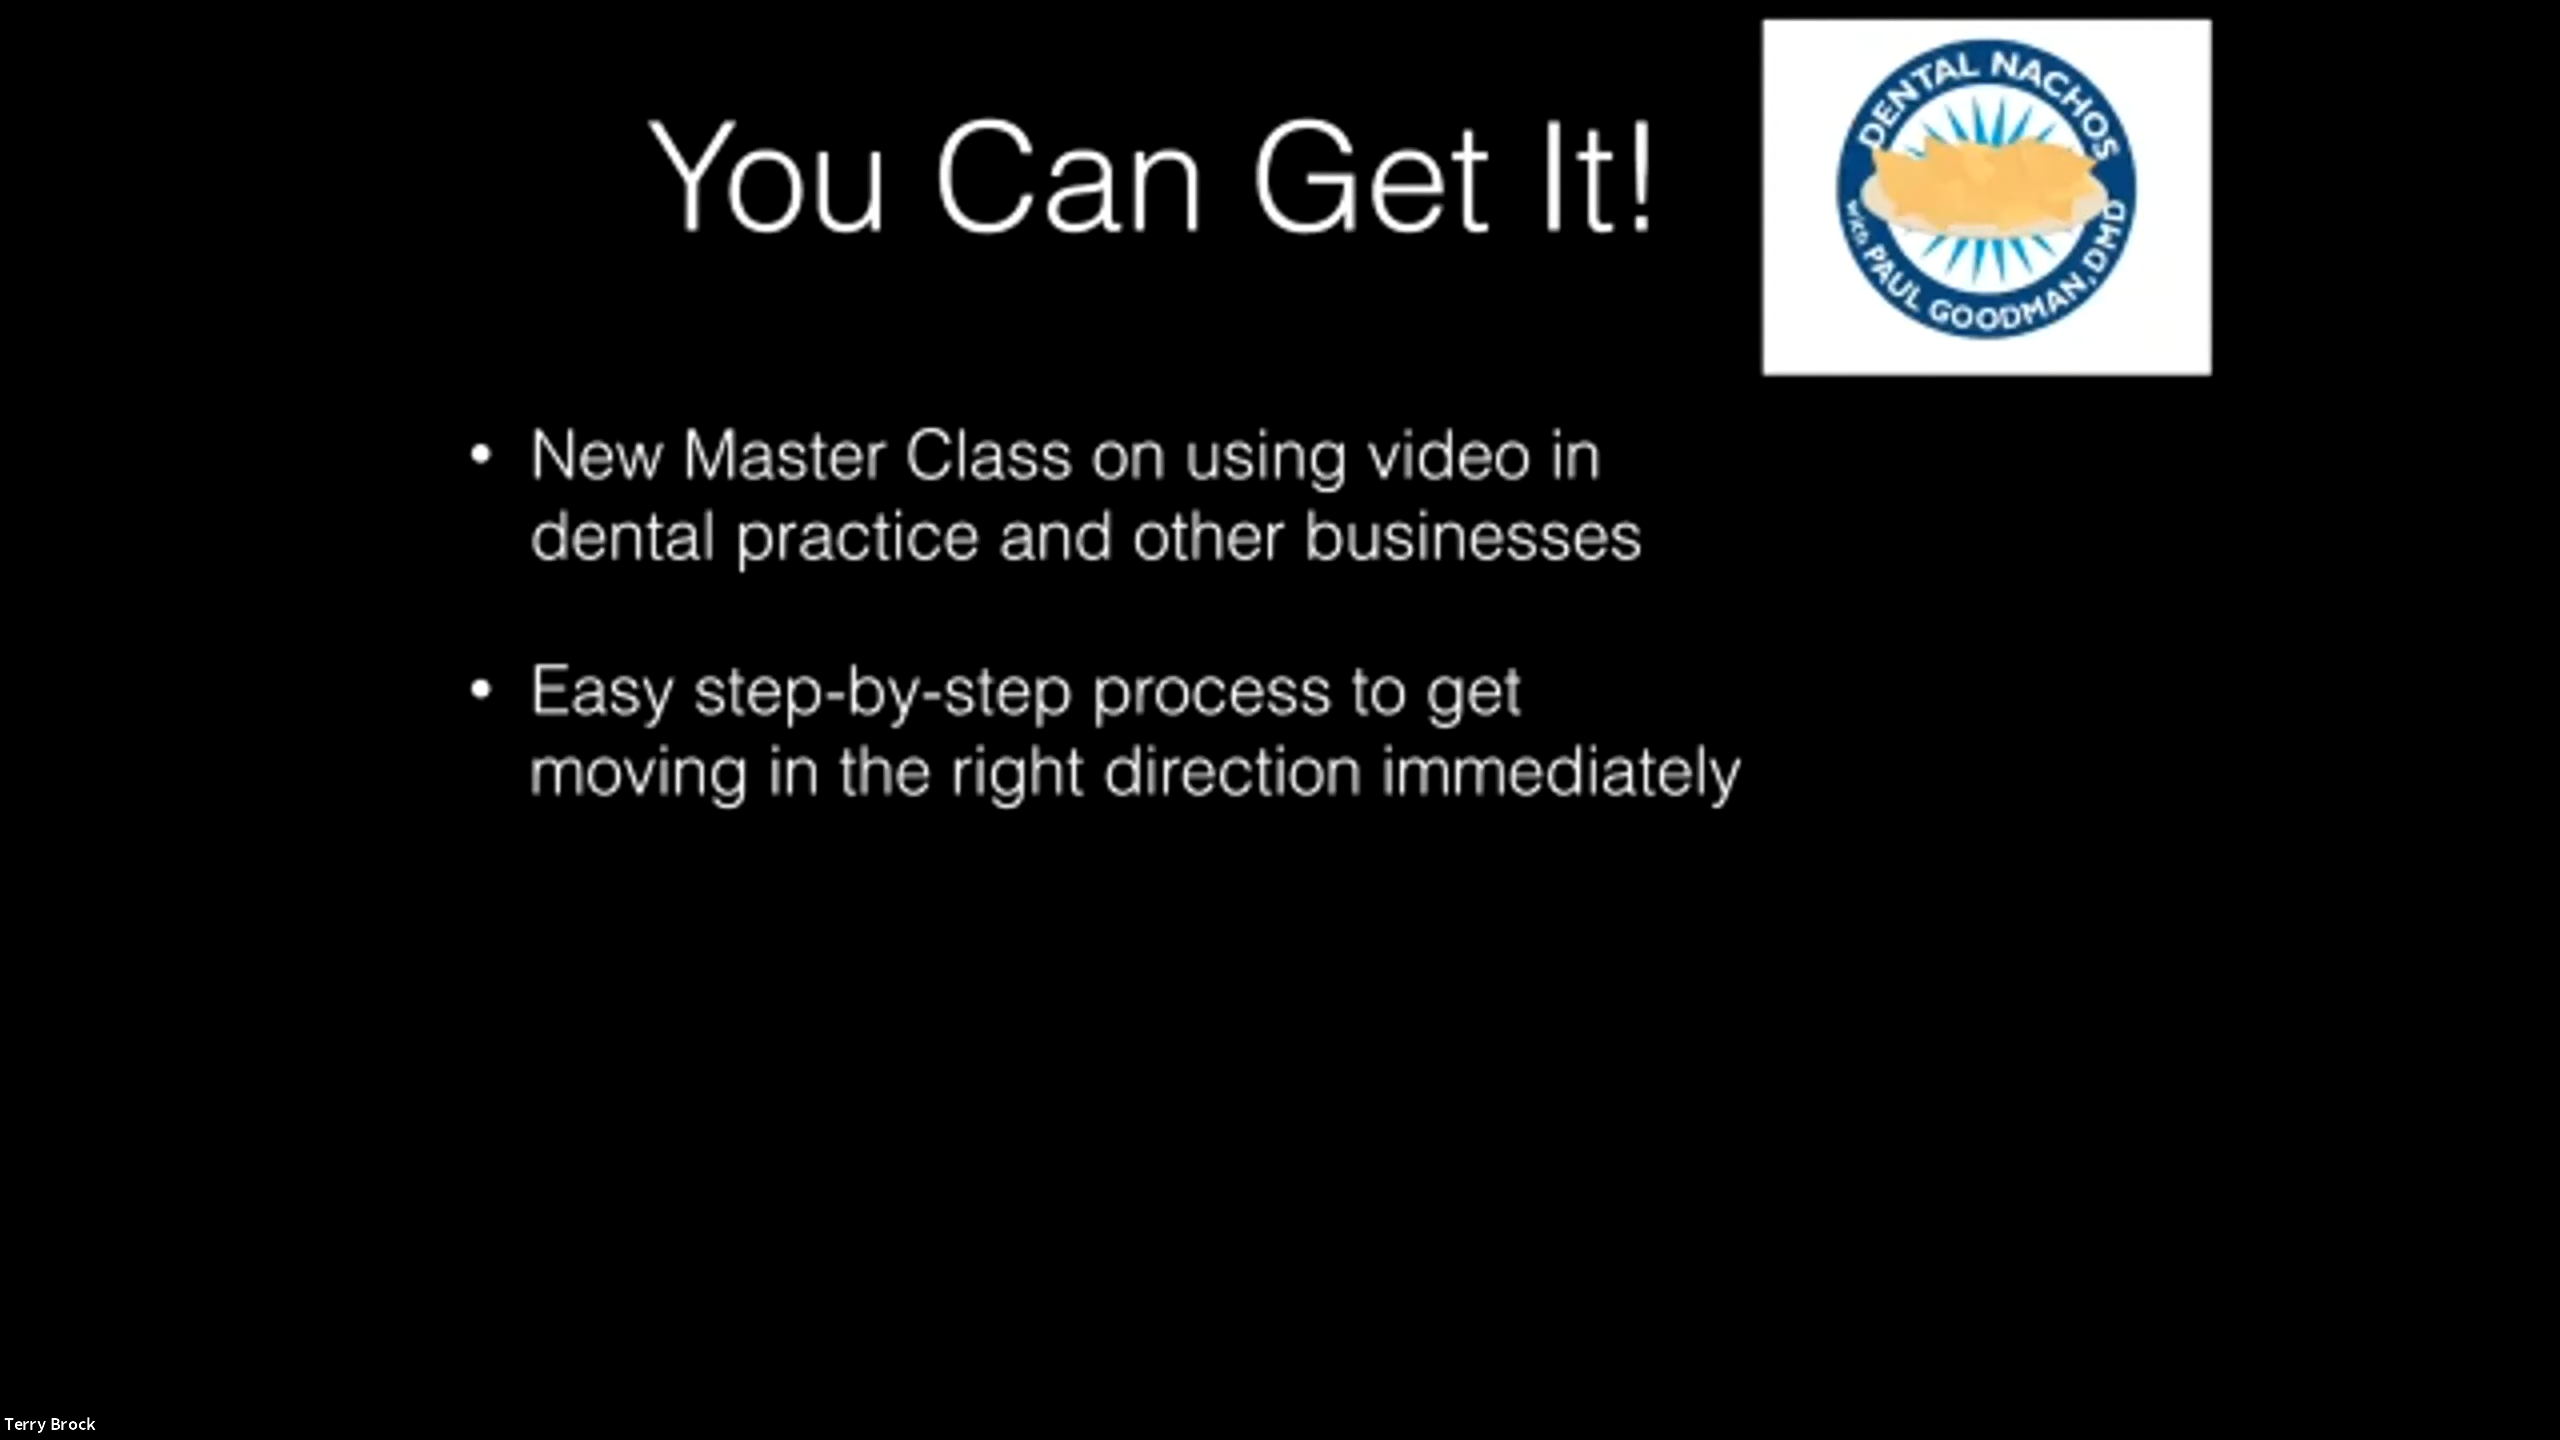 You Can Get It!
DENTAL NACHOS
with PAUL GOODMAN, DMD
• New Master Class on using video in
dental practice and other businesses
• Easy step-by-step process to get
moving in the right direction immediately
Terry Brock